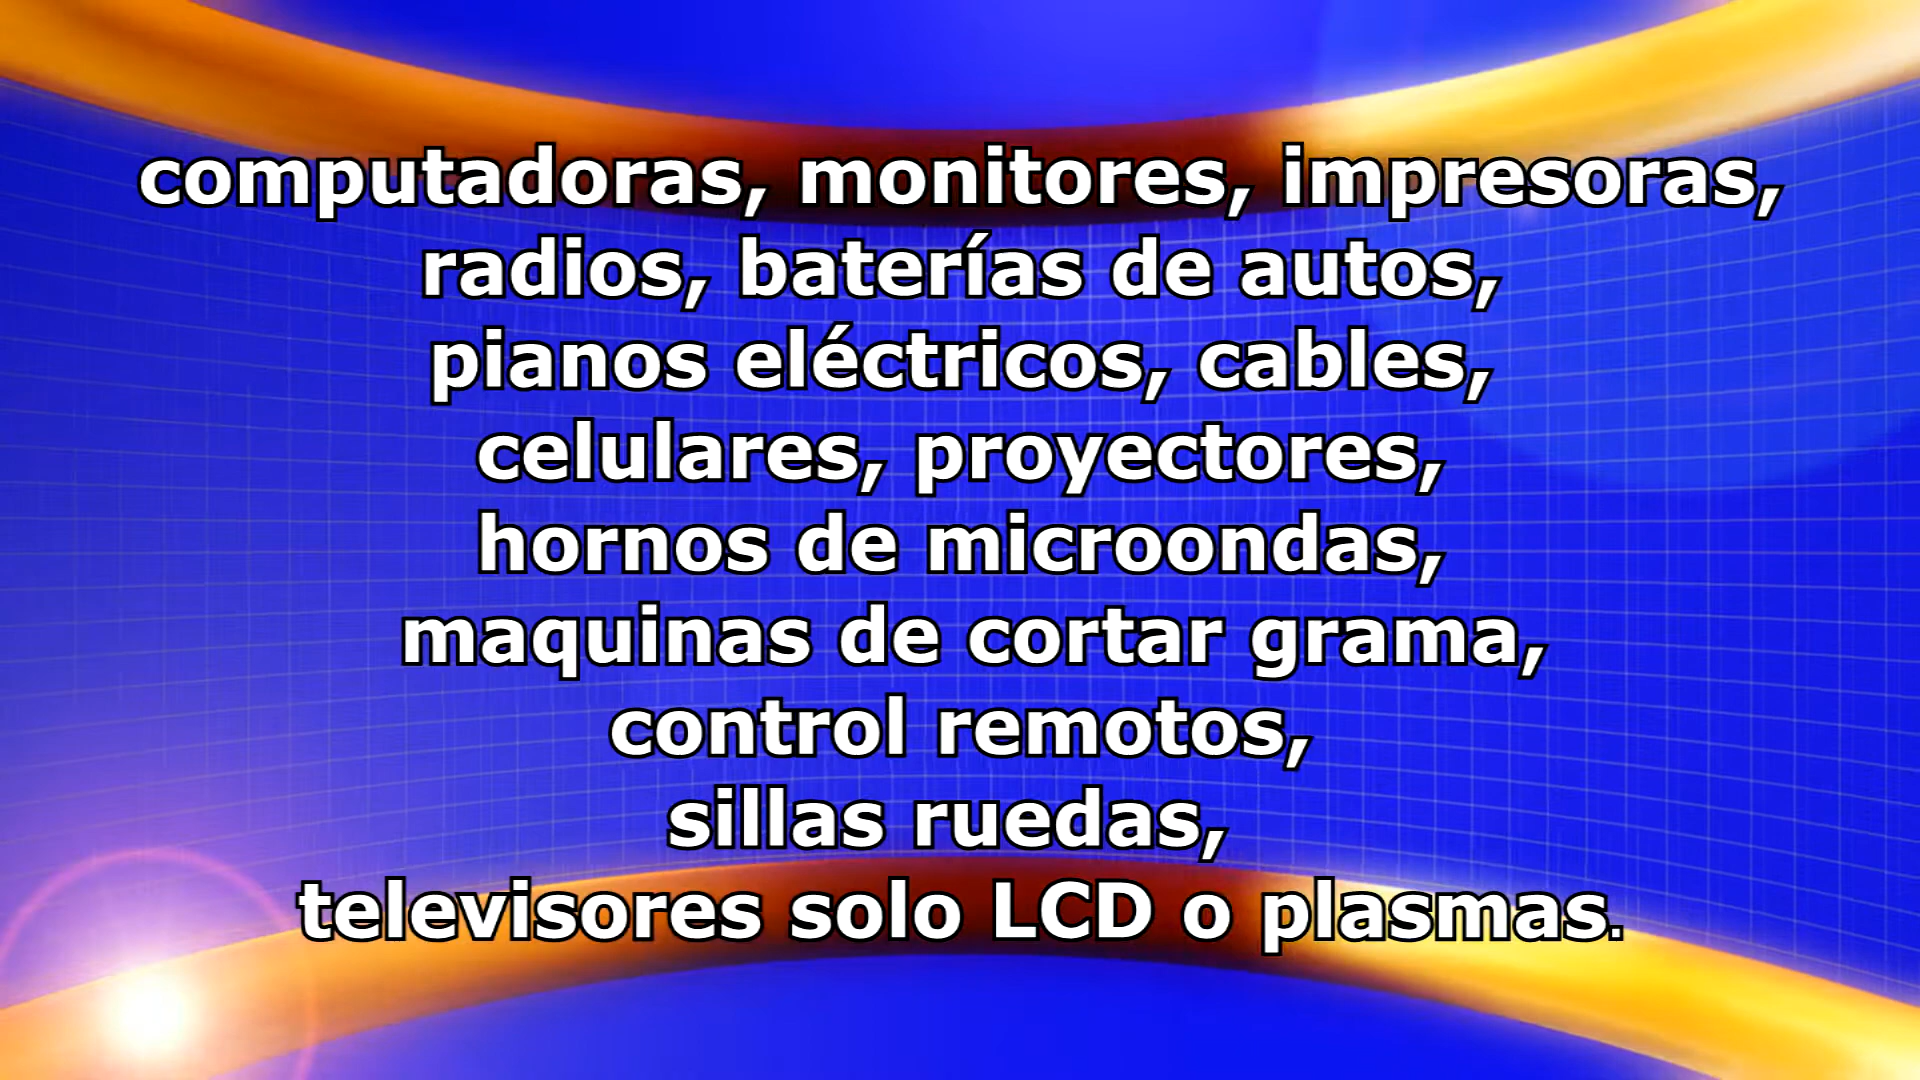 computadoras, monitores, impresoras,
radios, baterías de autos,
pianos eléctricos, cables,
celulares, proyectores,
hornos de microondas,
maquinas de cortar grama,
control remotos,
sillas ruedas,
televisores solo LCD o plasmas.